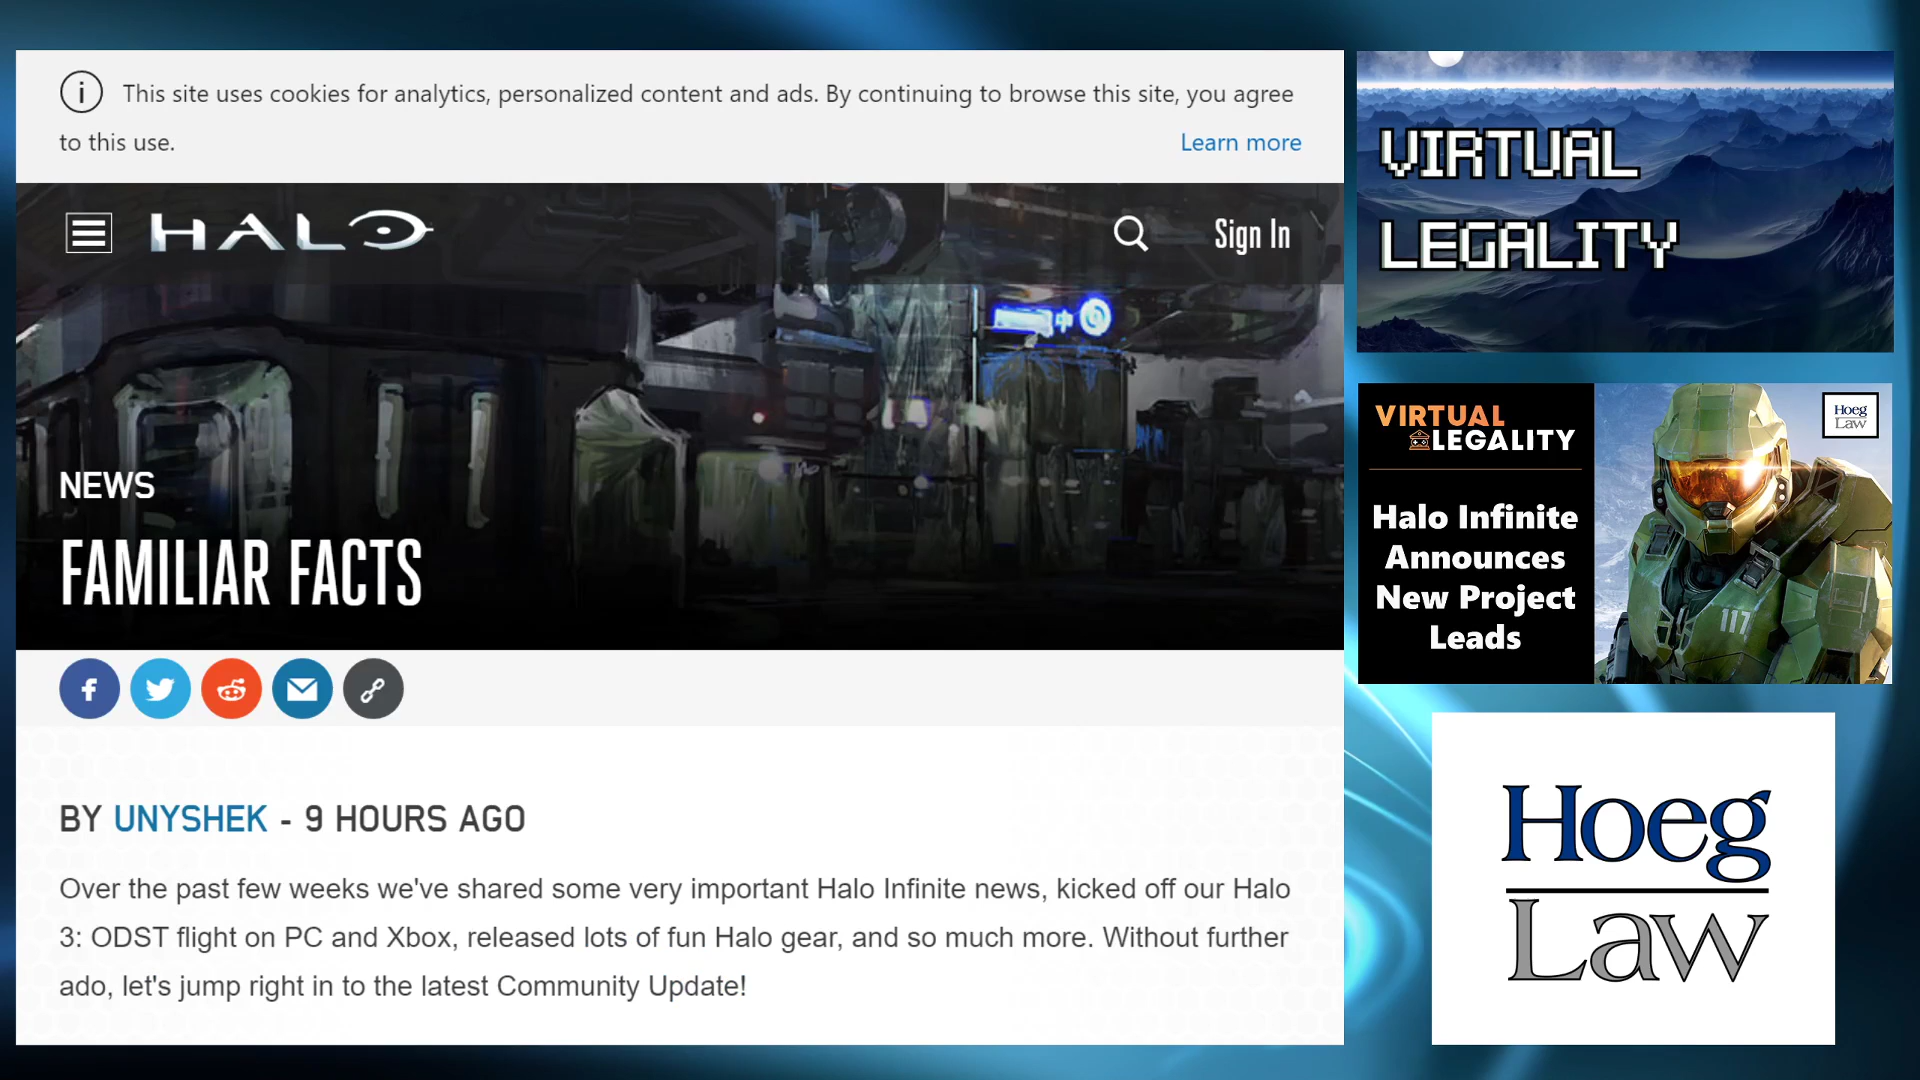 This site uses cookies for analytics, personalized content and ads. By continuing to browse this site, you agree
to this use.
Learn more
HALO
Sign In
NEWS
FAMILIAR FACTS
BY UNYSHEK - 9 HOURS AGO
Over the past few weeks we've shared some very important Halo Infinite news, kicked off our Halo
3: ODST flight on PC and Xbox, released lots of fun Halo gear, and so much more. Without further
ado, let's jump right in to the latest Community Update!
VIRTUAL
LEGALITY
VIRTUAL
LEGALITY
Hoeg
Law
Halo Infinite
Announces
New Project
Leads
117
Hoeg
Law